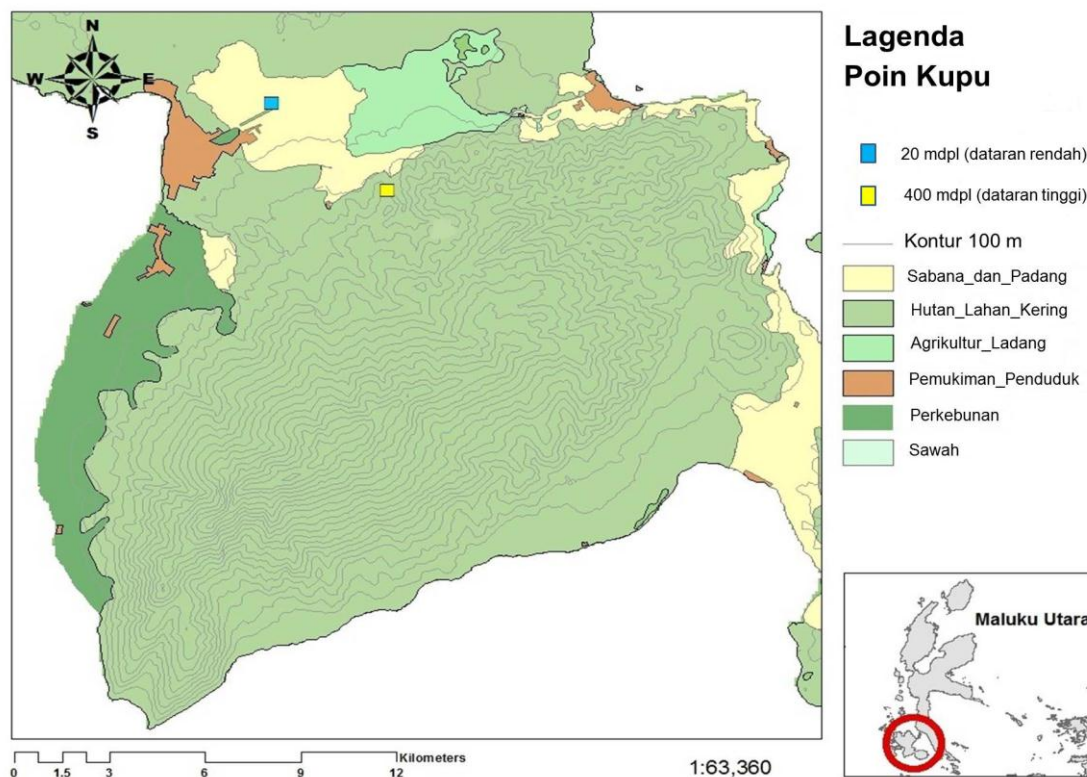 N
W E
S
Lagenda
Poin Kupu
20 mdpl (dataran rendah)
400 mdpl (dataran tinggi)
Kontur 100 m
Sabana_dan_Padang
Hutan_Lahan_Kering
Agrikultur_Ladang
Pemukiman_Penduduk
Perkebunan
Sawah
Maluku Utara
Kilometers
0 1.5 3 6 9 12
1:63,360